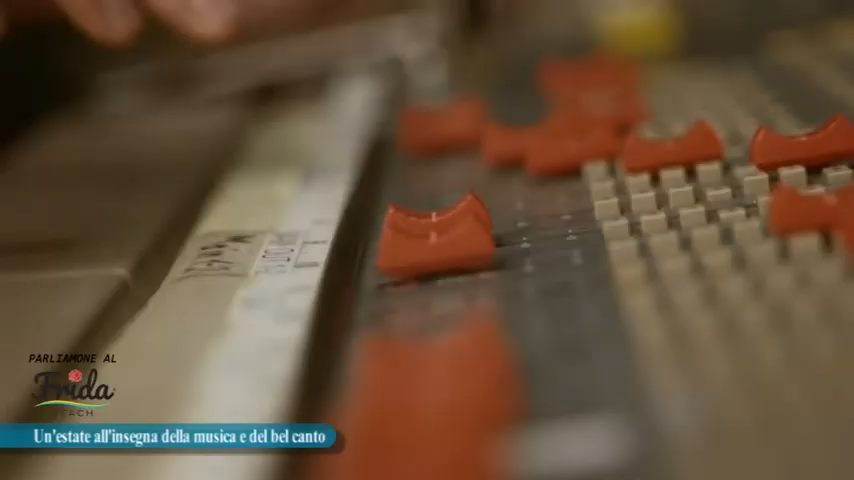 PARLIAMONE AL
Frida
BEACH
Un'estate all'insegna della musica e del bel canto